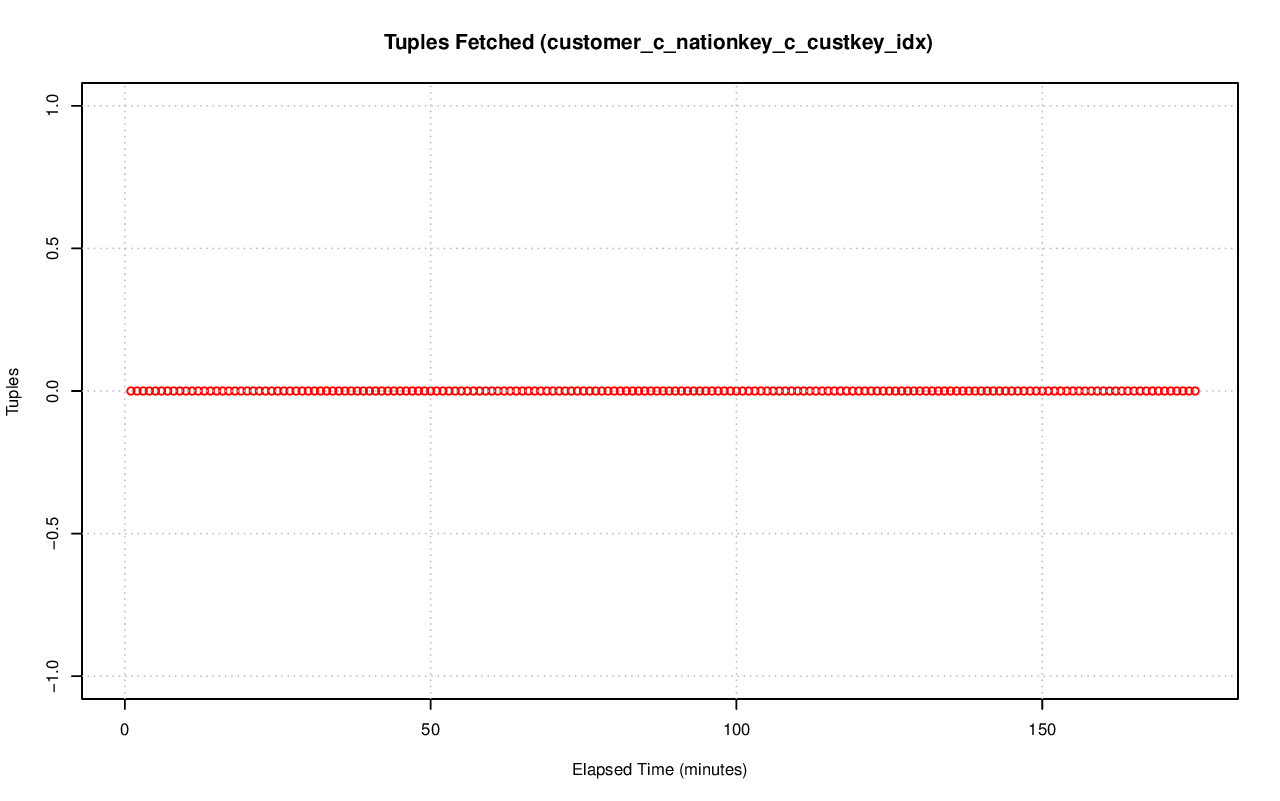 Tuples Fetched (customer_c_nationkey_c_custkey_idx)
Tuples
1.0
0.5
0.0
−0.5
−1.0
0 50 100 150
Elapsed Time (minutes)